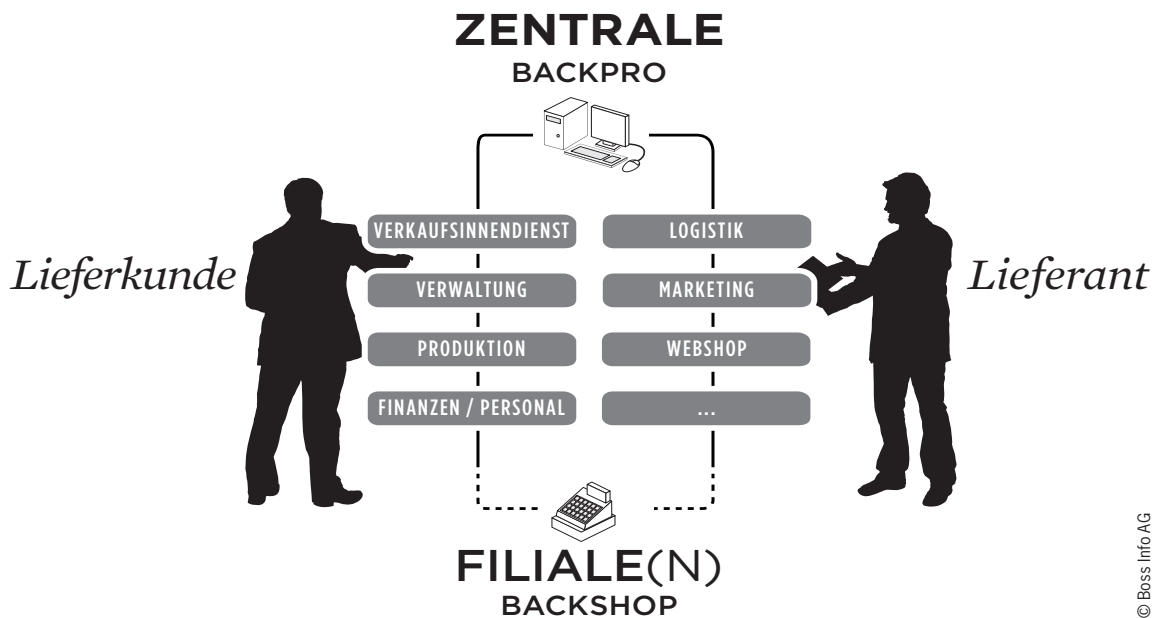 ZENTRALE
BACKPRO
VERKAUFSINNENDIENST
LOGISTIK
Lieferkunde
Lieferant
VERWALTUNG
MARKETING
PRODUKTION
WEBSHOP
FINANZEN / PERSONAL
...
FILIALE(N)
BACKSHOP
© Boss Info AG